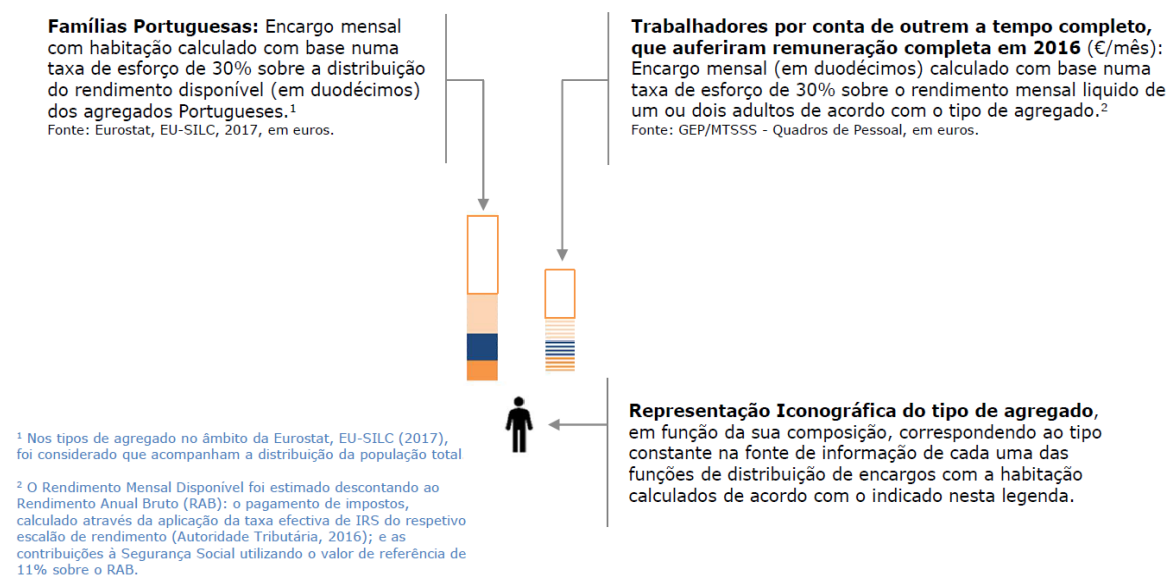 Famílias Portuguesas: Encargo mensal
com habitação calculado com base numa
taxa de esforço de 30% sobre a distribuição
do rendimento disponível (em duodécimos)
dos agregados Portugueses.¹
Fonte: Eurostat, EU-SILC, 2017, em euros.
Trabalhadores por conta de outrem a tempo completo,
que auferiram remuneração completa em 2016 (€/mês):
Encargo mensal (em duodécimos) calculado com base numa
taxa de esforço de 30% sobre o rendimento mensal liquido de
um ou dois adultos de acordo com o tipo de agregado.²
Fonte: GEP/MTSSS - Quadros de Pessoal, em euros.
Representação Iconográfica do tipo de agregado,
em função da sua composição, correspondendo ao tipo
constante na fonte de informação de cada uma das
funções de distribuição de encargos com a habitação
calculados de acordo com o indicado nesta legenda.
¹ Nos tipos de agregado no âmbito da Eurostat, EU-SILC (2017),
foi considerado que acompanham a distribuição da população total
² O Rendimento Mensal Disponível foi estimado descontando ao
Rendimento Anual Bruto (RAB): o pagamento de impostos,
calculado através da aplicação da taxa efectiva de IRS do respetivo
escalão de rendimento (Autoridade Tributária, 2016); e as
contribuições à Segurança Social utilizando o valor de referência de
11% sobre o RAB.